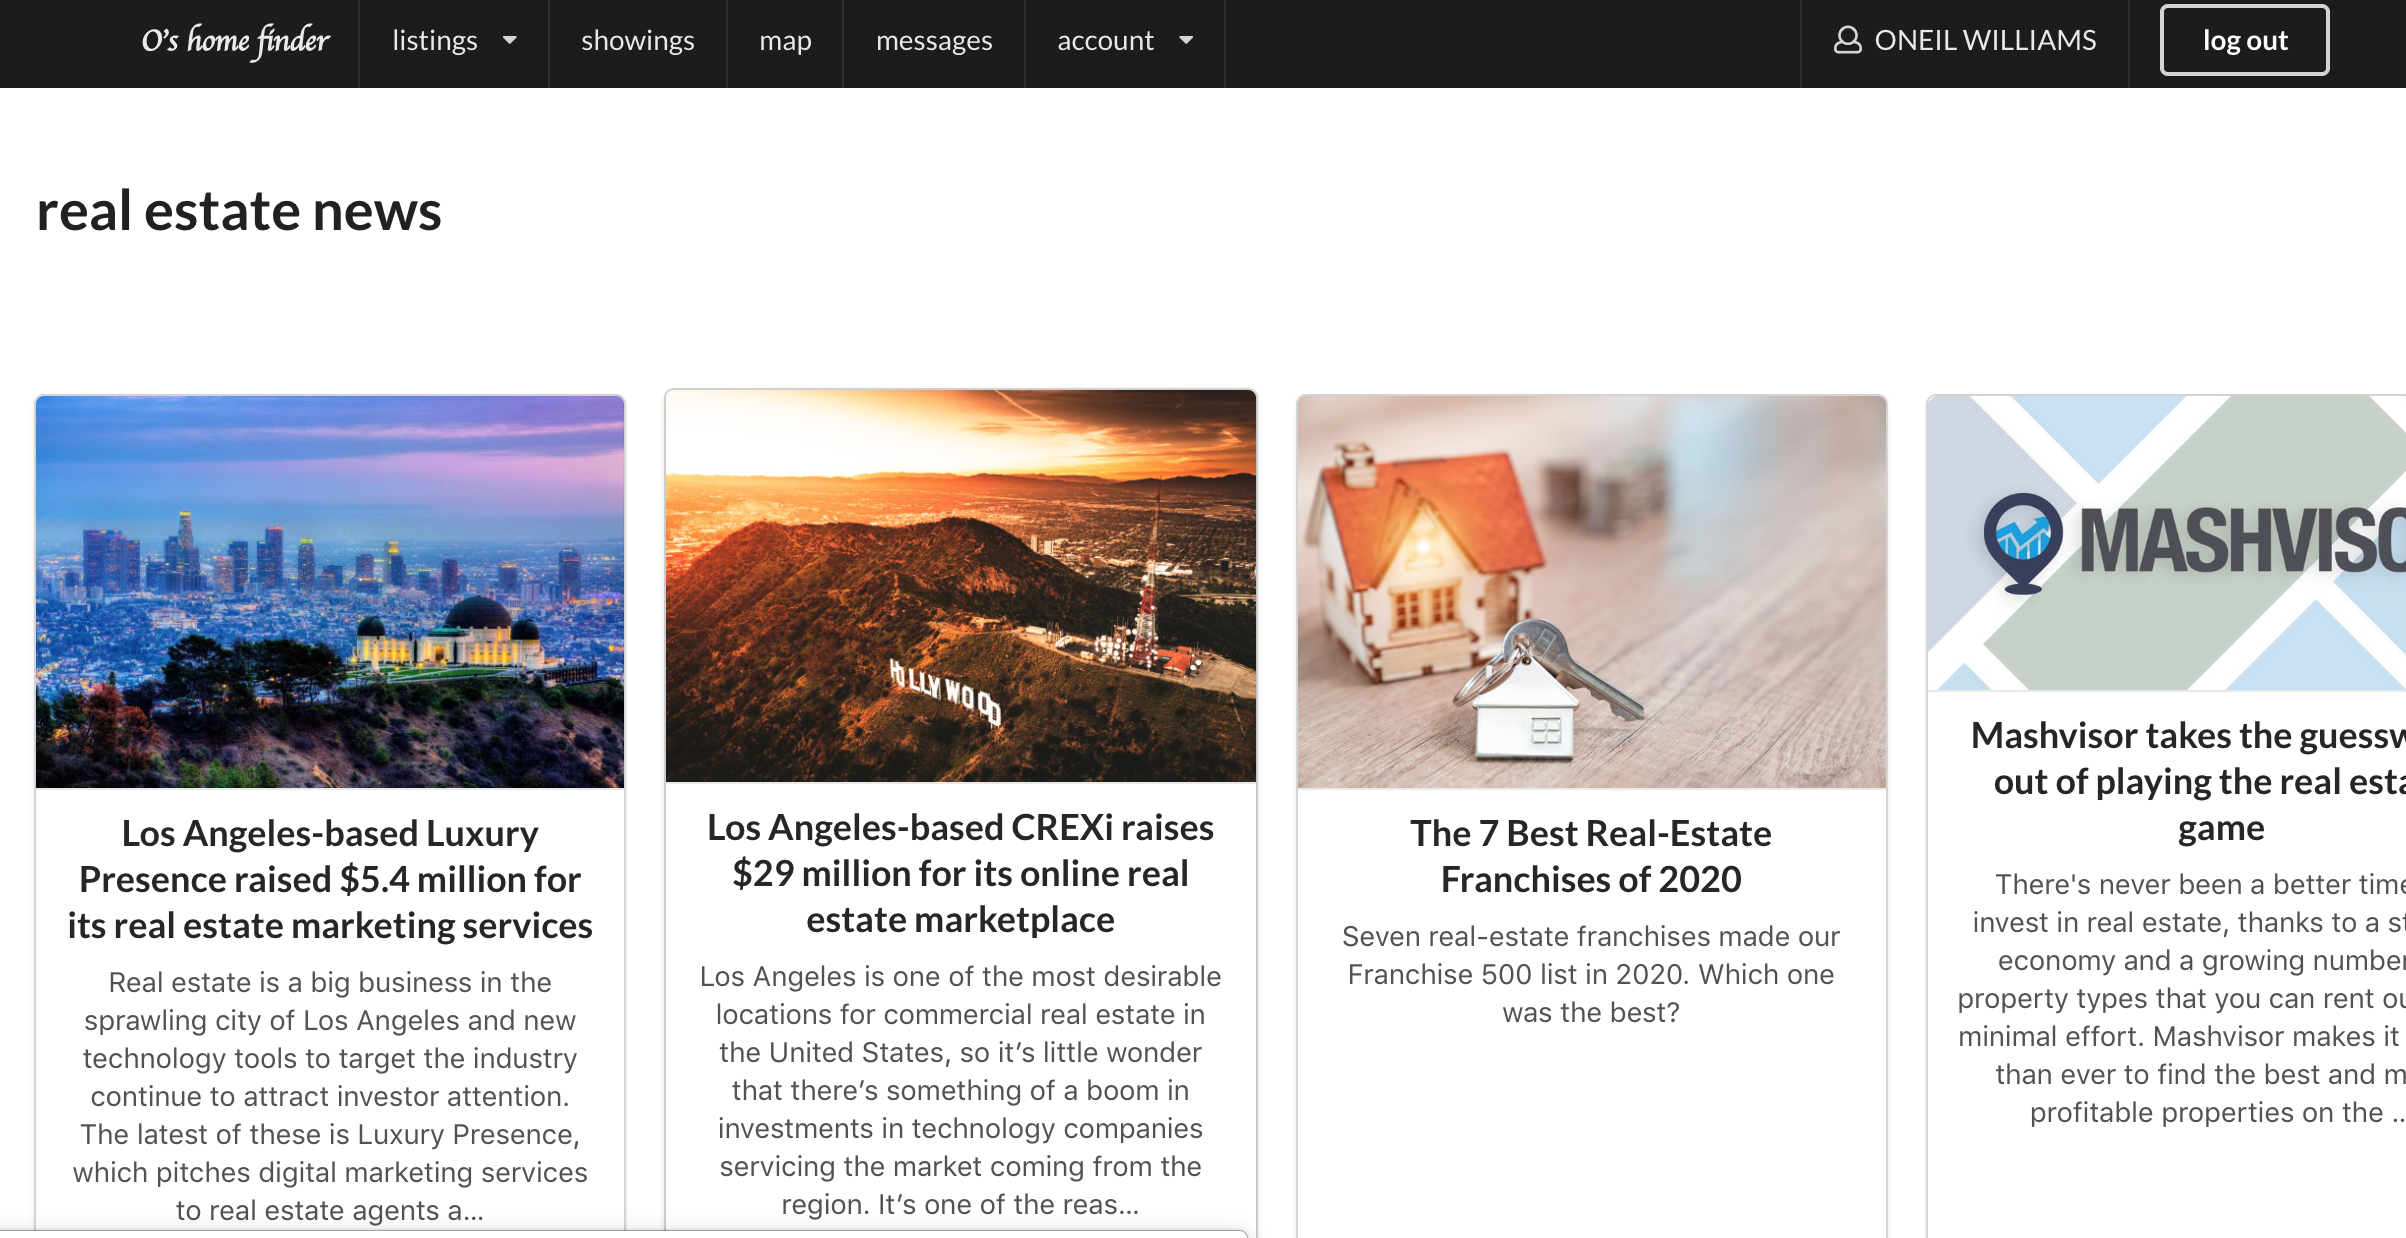 O's home finder
listings
showings
map
messages
account
ONEIL WILLIAMS
log out
real estate news
Los Angeles-based Luxury
Presence raised $5.4 million for
its real estate marketing services
Real estate is a big business in the
sprawling city of Los Angeles and new
technology tools to target the industry
continue to attract investor attention.
The latest of these is Luxury Presence,
which pitches digital marketing services
to real estate agents a...
HOLLYWOOD
Los Angeles-based CREXi raises
$29 million for its online real
estate marketplace
Los Angeles is one of the most desirable
locations for commercial real estate in
the United States, so it’s little wonder
that there’s something of a boom in
investments in technology companies
servicing the market coming from the
region. It’s one of the reas...
The 7 Best Real-Estate
Franchises of 2020
Seven real-estate franchises made our
Franchise 500 list in 2020. Which one
was the best?
Mashvisor takes the
out of playing the real
game
There's never been a better time
invest in real estate, thanks to a
economy and a growing number
property types that you can rent
minimal effort. Mashvisor makes it
than ever to find the best and
profitable properties on the ..